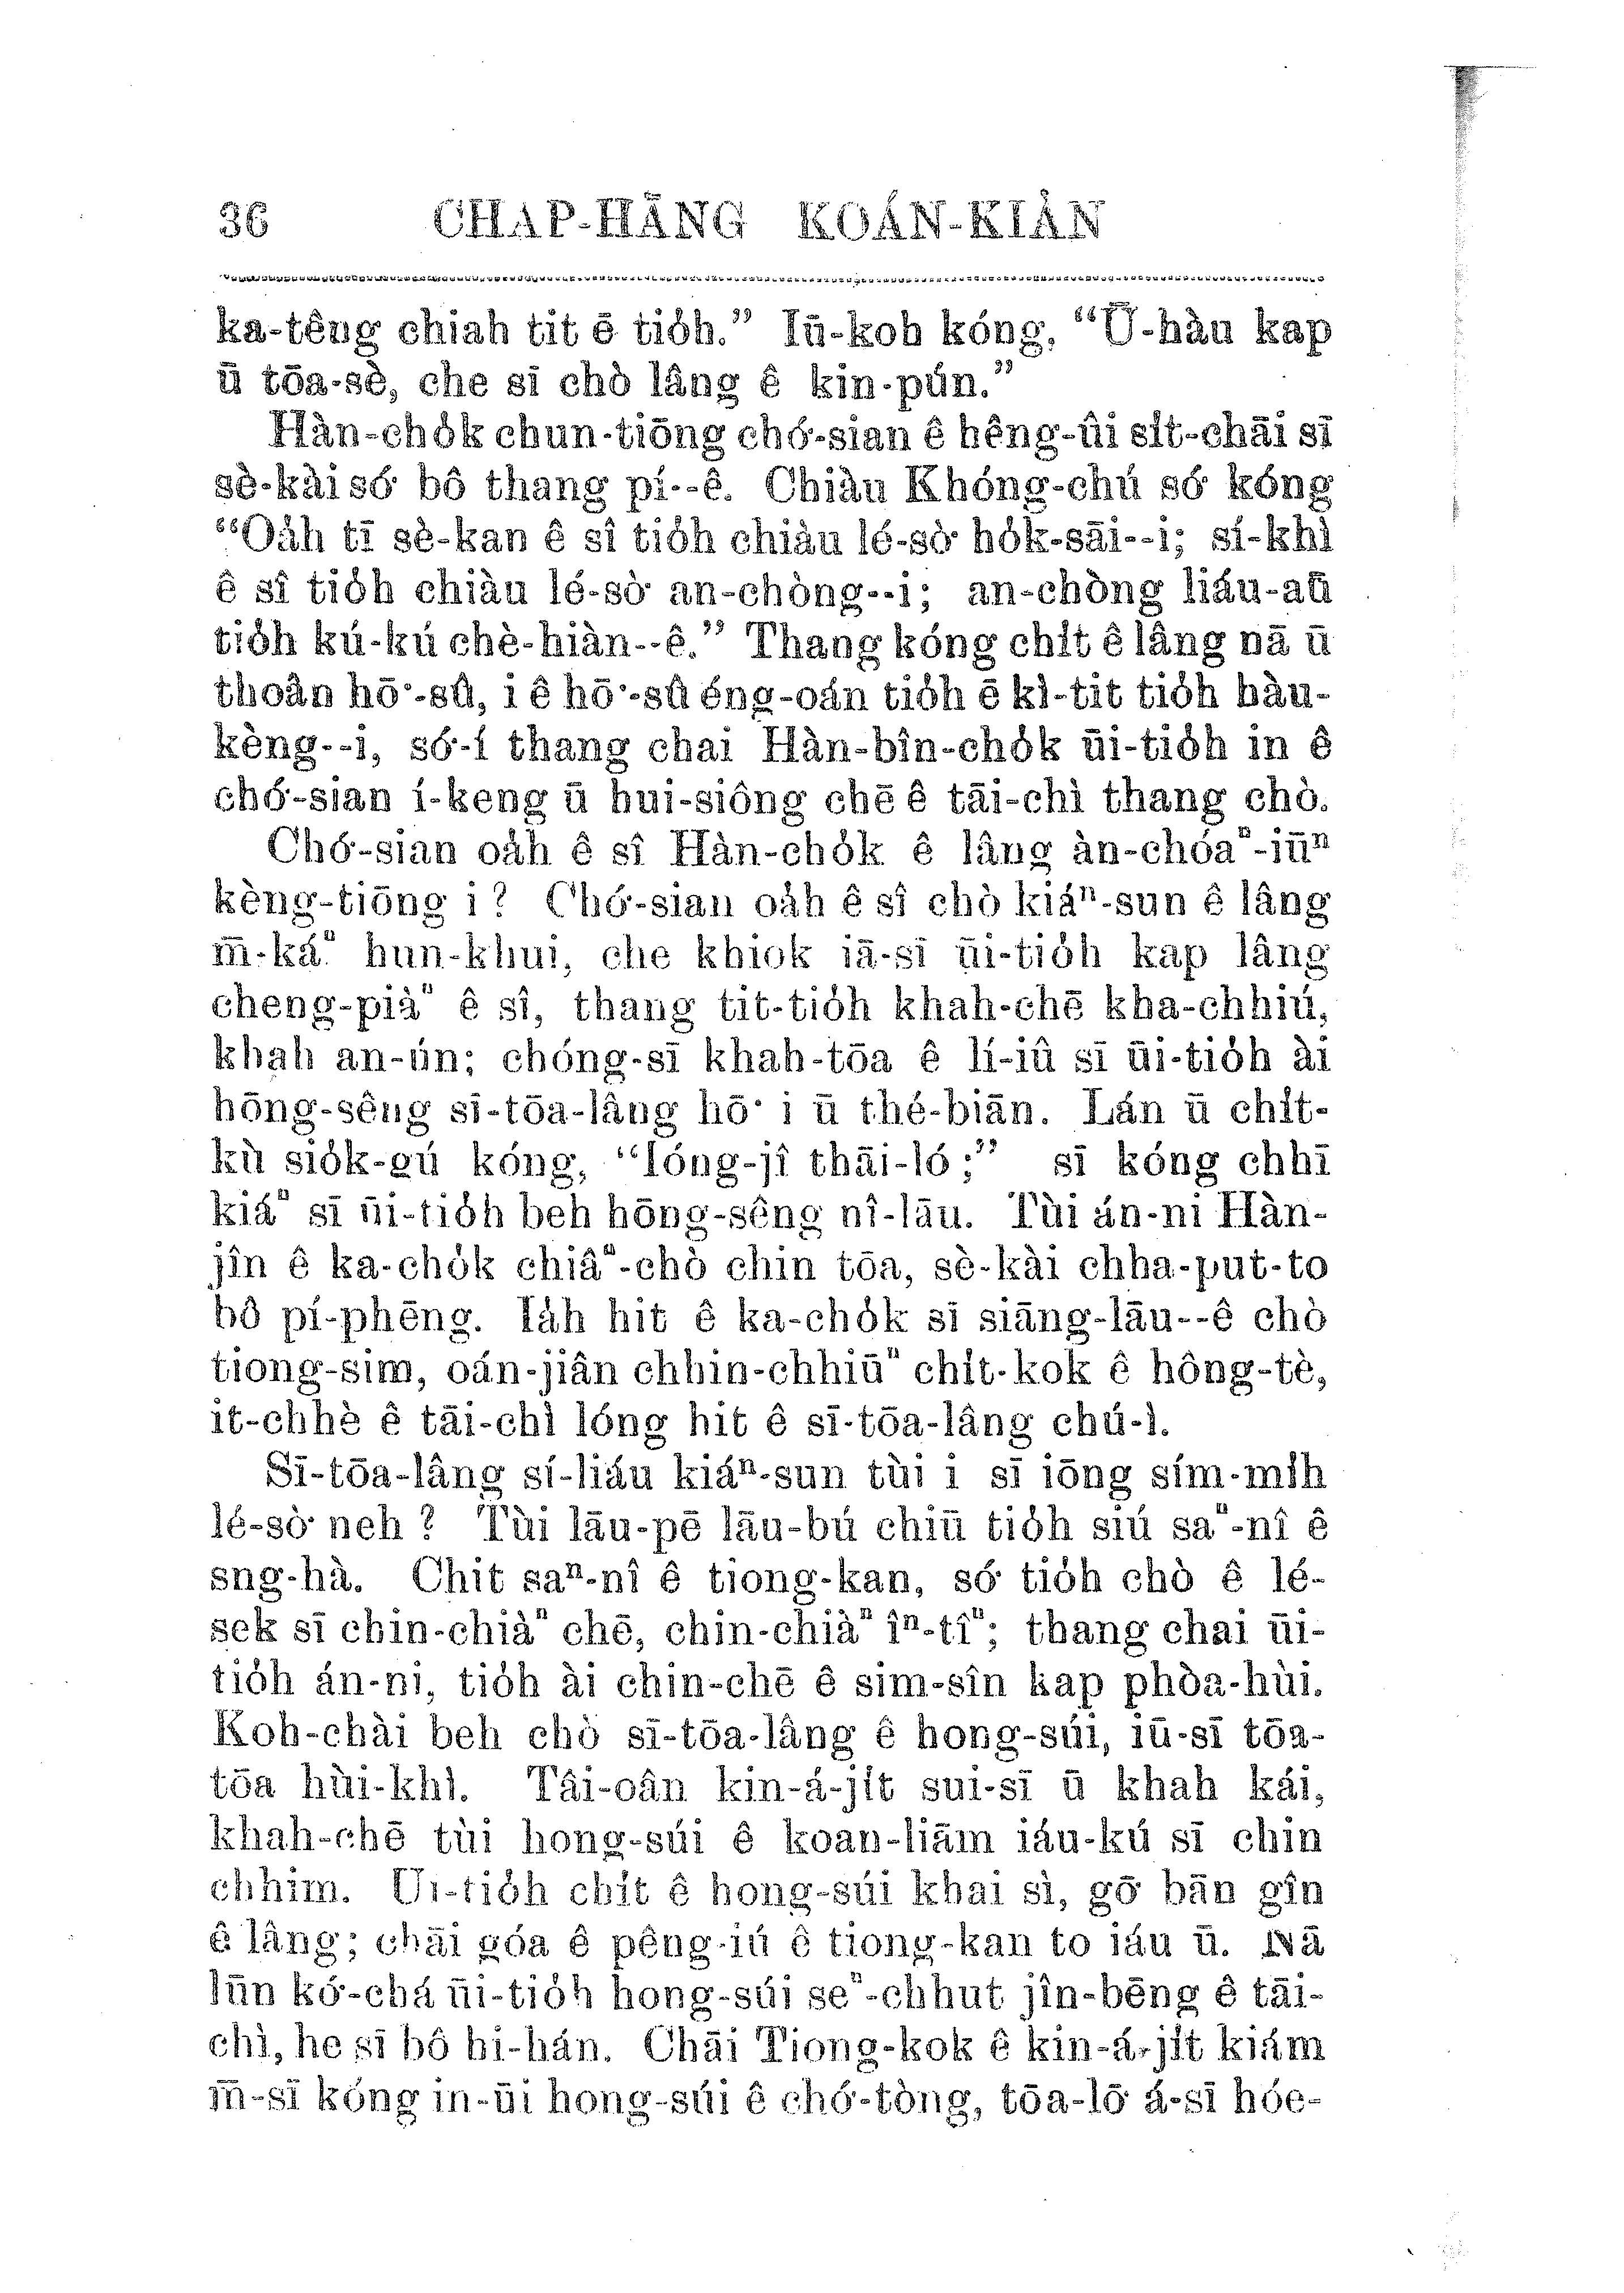 36 CHA̍P-HĀNG KOÁN-KIÀN
ka-têng chiah tit ē tio̍h.” Iū-koh kóng, “Ū-hàu kap
ū tōa-sè, che sī chò lâng ê kin-pún.”
Hàn-cho̍k chun-tiōng chó͘-sian ê hêng-ûi si̍t-chāi sī
sè-kài só͘ bô thang pí--ê. Chiàu Khóng-chú só͘ kóng
“Oa̍h tī sè-kan ê sî tio̍h chiàu lé-sò͘ ho̍k-sāi--i; sí-khì
ê sî tio̍h chiàu lé-sò͘ an-chòng--i; an-chòng liáu-āu
tio̍h kú-kú chè-hiàn--ê.” Thang kóng chi̍t ê lâng nā ū
thoân hō͘-sû, i ê hō͘-sû éng-oán tio̍h ē kì-tit tio̍h hàu-
kèng--i, só͘-í thang chai Hàn-bîn-cho̍k ūi-tio̍h in ê
chó͘-sian í-keng ū hui-siông chē ê tāi-chì thang chò.
Chó͘-sian oa̍h ê sî Hàn-cho̍k ê lâng àn-chóaⁿ-iūⁿ
kèng-tiōng i? Chó͘-sian oa̍h ê sî chò kiáⁿ-sun ê lâng
m̄-káⁿ hun-khui, che khiok iā-sī ūi-tio̍h kap lâng
cheng-piàⁿ ê sî, thang tit-tio̍h khah-chē kha-chhiú,
khah an-ún; chóng-sī khah-tōa ê lí-iû sī ūi-tio̍h ài
hōng-sêng sī-tōa-lâng hō͘ i ū thé-biān. Lán ū chi̍t-
kù sio̍k-gú kóng, “Ióng-jî thāi-ló;” sī kóng chhī
kiáⁿ sī ūi-tio̍h beh hōng-sêng nî-lāu. Tùi án-ni Hàn-
jîn ê ka-cho̍k chiâⁿ-chò chin tōa, sè-kài chha-put-to
bô pí-phēng. Ia̍h hit ê ka-cho̍k sī siāng-lāu--ê chò
tiong-sim, oán-jiân chhin-chhiūⁿ chi̍t-kok ê hông-tè,
it-chhè ê tāi-chì lóng hit ê sī-tōa-lâng chú-ì.
Sī-tōa-lâng sí-liáu kiáⁿ-sun tùi i sī iōng sím-mi̍h
lé-sò͘ neh? Tùi lāu-pē lāu-bú chiū tio̍h siú saⁿ-nî ê
sng-hà. Chit saⁿ-nî ê tiong-kan, só͘ tio̍h chò ê lé-
sek sī chin-chiàⁿ chē, chin-chiàⁿ îⁿ-tîⁿ; thang chai ūi-
tio̍h án-ni, tio̍h ài chin-chē ê sim-sîn kap phòa-hùi.
Koh-chài beh chò sī-tōa-lâng ê hong-súi, iū-sī tōa-
tōa hùi-khì. Tâi-oân kin-á-ji̍t sui-sī ū khah kái,
khah-chē tùi hong-súi ê koan-liām iáu-kú sī chin
chhim. Ūi-tio̍h chi̍t ê hong-súi khai sì, gō͘ bān gîn
ê lâng; chāi góa ê pêng-iú ê tiong-kan to iáu ū. Nā
lūn kó͘-chá ūi-tio̍h hong-súi seⁿ-chhut jîn-bēng ê tāi-
chì, he sī bô hi-hán. Chāi Tiong-kok ê kin-á-ji̍t kiám
m̄-sī kóng in-ūi hong-súi ê chó͘-tòng, tōa-lō͘ á-sī hóe-